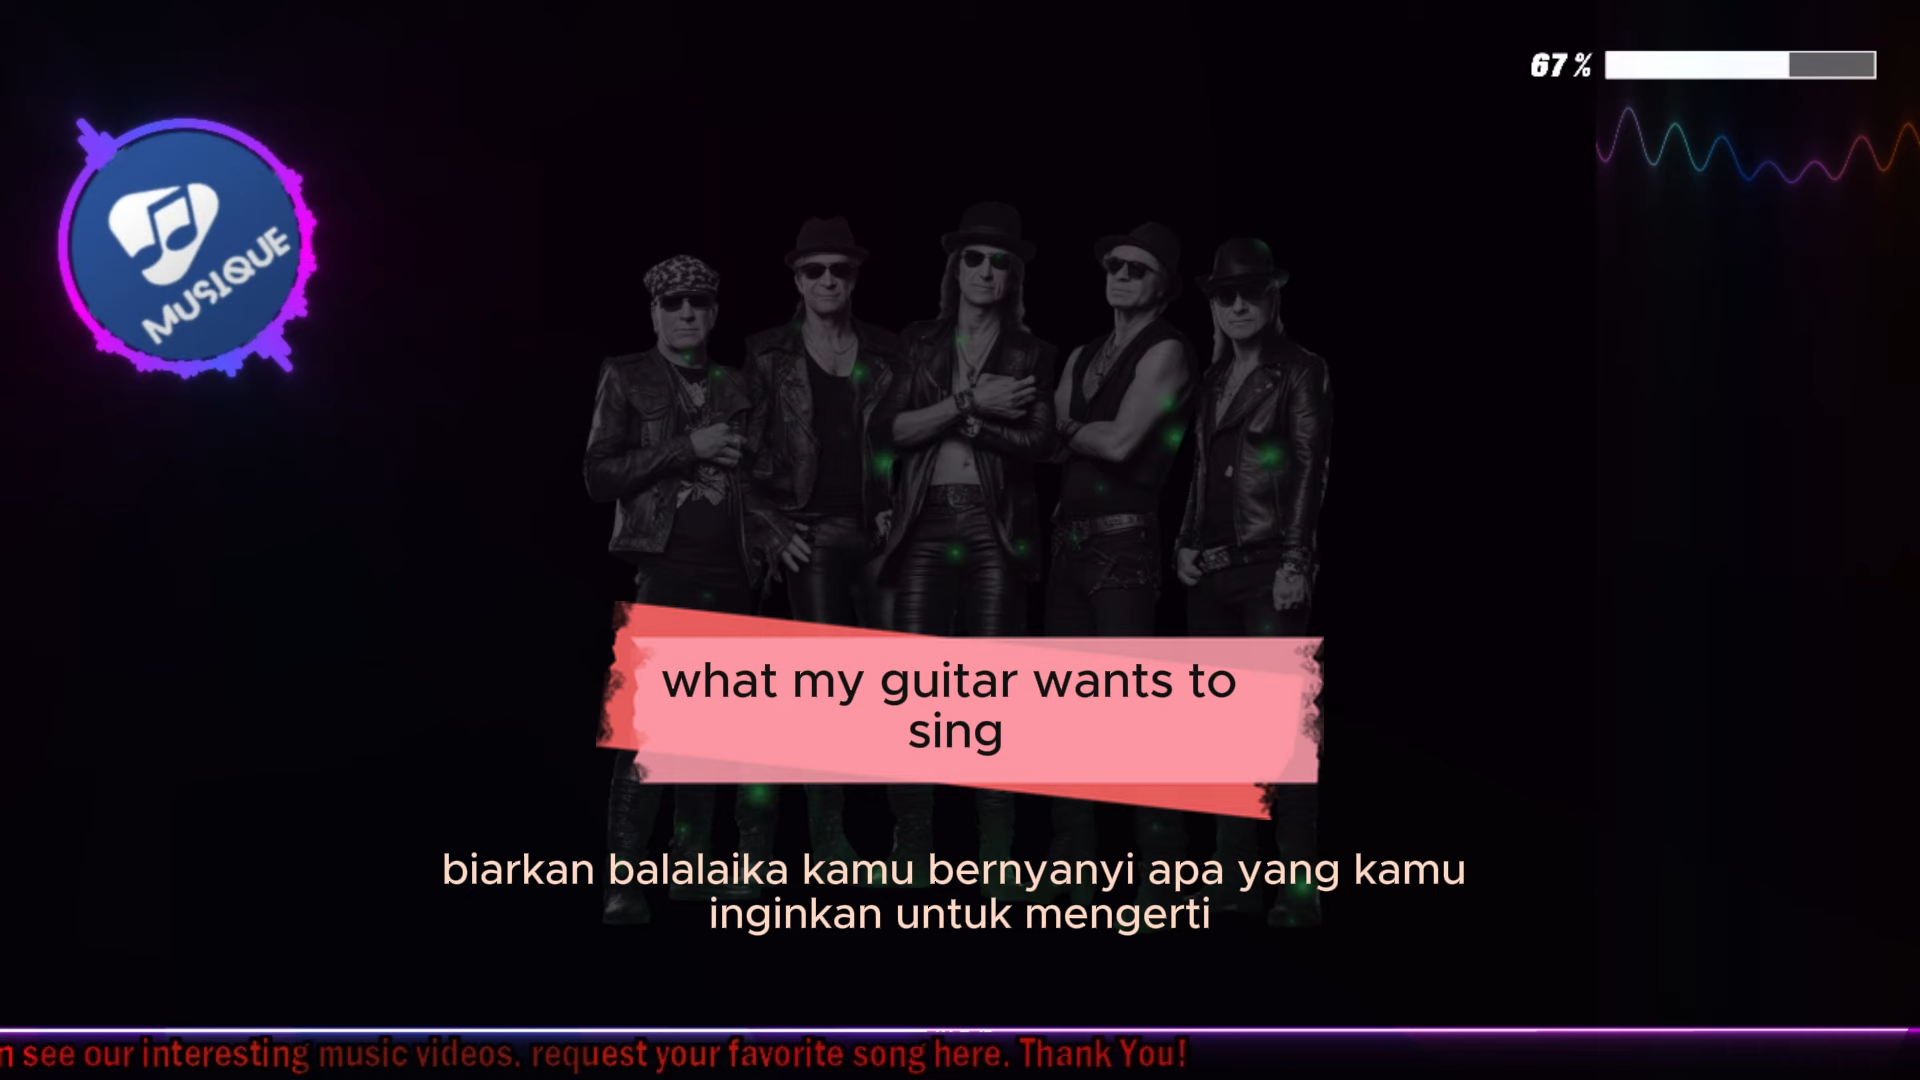 67 %
MUSIQUE
what my guitar wants to
sing
biarkan balalaika kamu bernyanyi apa yang kamu
inginkan untuk mengerti
n see our interesting music videos. request your favorite song here. Thank You!